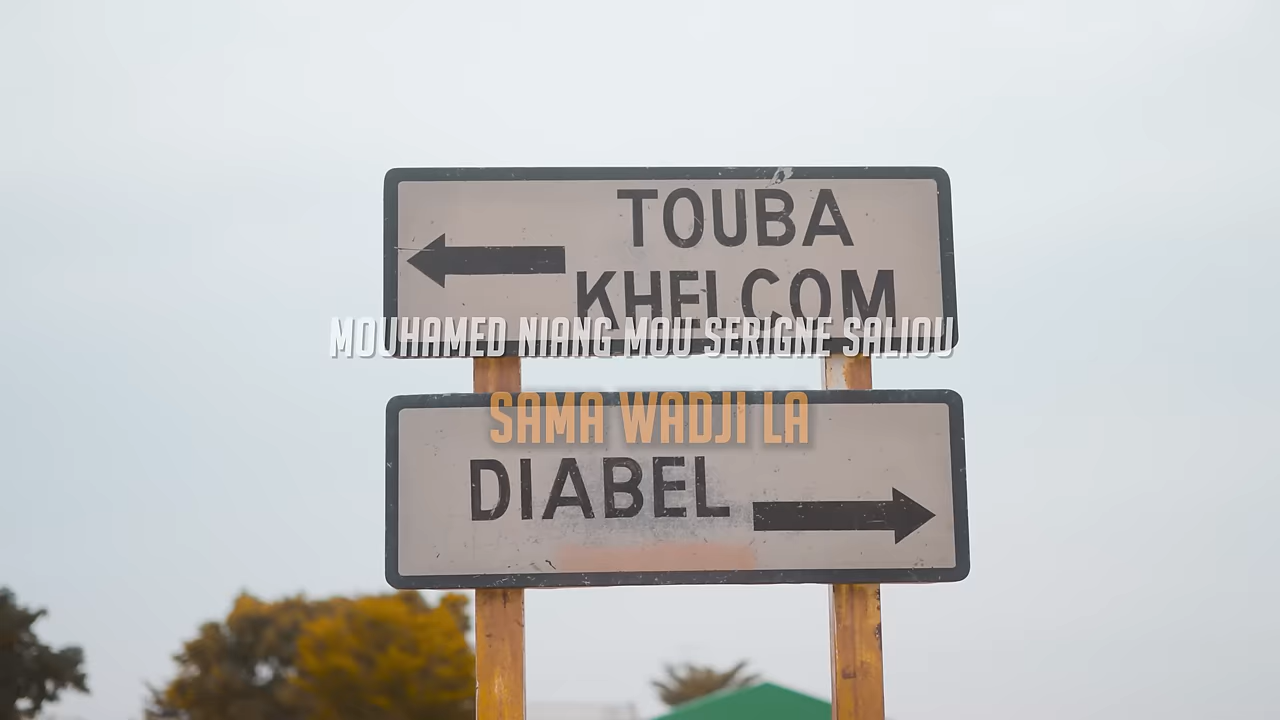 TOUBA
KHELCOM
MOUHAMED NIANG MOU SERIGNE SALIOU
SAMA WADJI LA
DIABEL